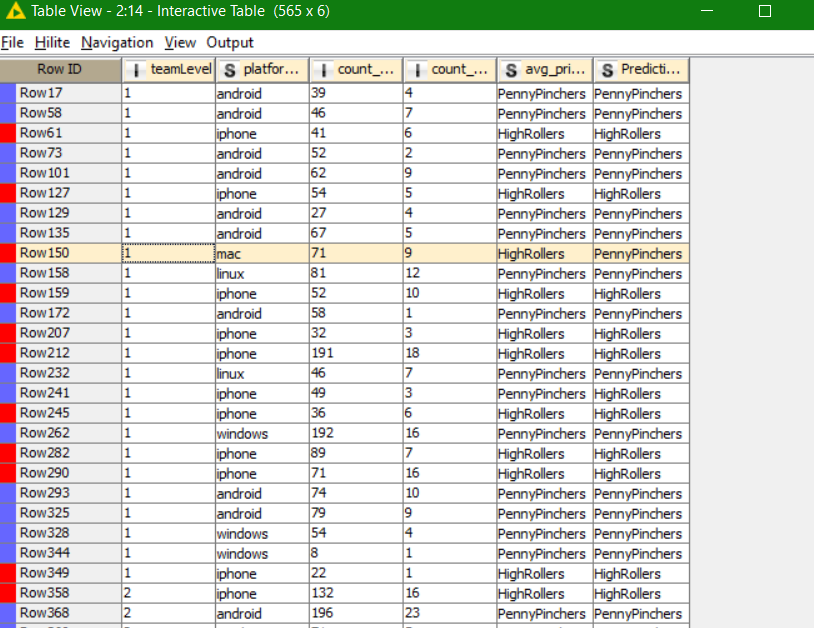 Table View - 2:14 - Interactive Table (565 x 6)
File Hilite Navigation View Output
Row ID I teamLevel S platfor... I count_... I count_... S avg_pri... S Predicti...
Row17 1 android 39 4 PennyPinchers PennyPinchers
Row58 1 android 46 7 PennyPinchers PennyPinchers
Row61 1 iphone 41 6 HighRollers HighRollers
Row73 1 android 52 2 PennyPinchers PennyPinchers
Row101 1 android 62 9 PennyPinchers PennyPinchers
Row127 1 iphone 54 5 HighRollers HighRollers
Row129 1 android 27 4 PennyPinchers PennyPinchers
Row135 1 android 67 5 PennyPinchers PennyPinchers
Row150 1 mac 71 9 HighRollers PennyPinchers
Row158 1 linux 81 12 PennyPinchers PennyPinchers
Row159 1 iphone 52 10 HighRollers HighRollers
Row172 1 android 58 1 PennyPinchers PennyPinchers
Row207 1 iphone 32 3 HighRollers HighRollers
Row212 1 iphone 191 18 HighRollers HighRollers
Row232 1 linux 46 7 PennyPinchers PennyPinchers
Row241 1 iphone 49 3 PennyPinchers HighRollers
Row245 1 iphone 36 6 HighRollers HighRollers
Row262 1 windows 192 16 PennyPinchers PennyPinchers
Row282 1 iphone 89 7 HighRollers HighRollers
Row290 1 iphone 71 16 HighRollers HighRollers
Row293 1 android 74 10 PennyPinchers PennyPinchers
Row325 1 android 79 9 PennyPinchers PennyPinchers
Row328 1 windows 54 4 PennyPinchers PennyPinchers
Row344 1 windows 8 1 PennyPinchers PennyPinchers
Row349 1 iphone 22 1 HighRollers HighRollers
Row358 2 iphone 132 16 HighRollers HighRollers
Row368 2 android 196 23 PennyPinchers PennyPinchers